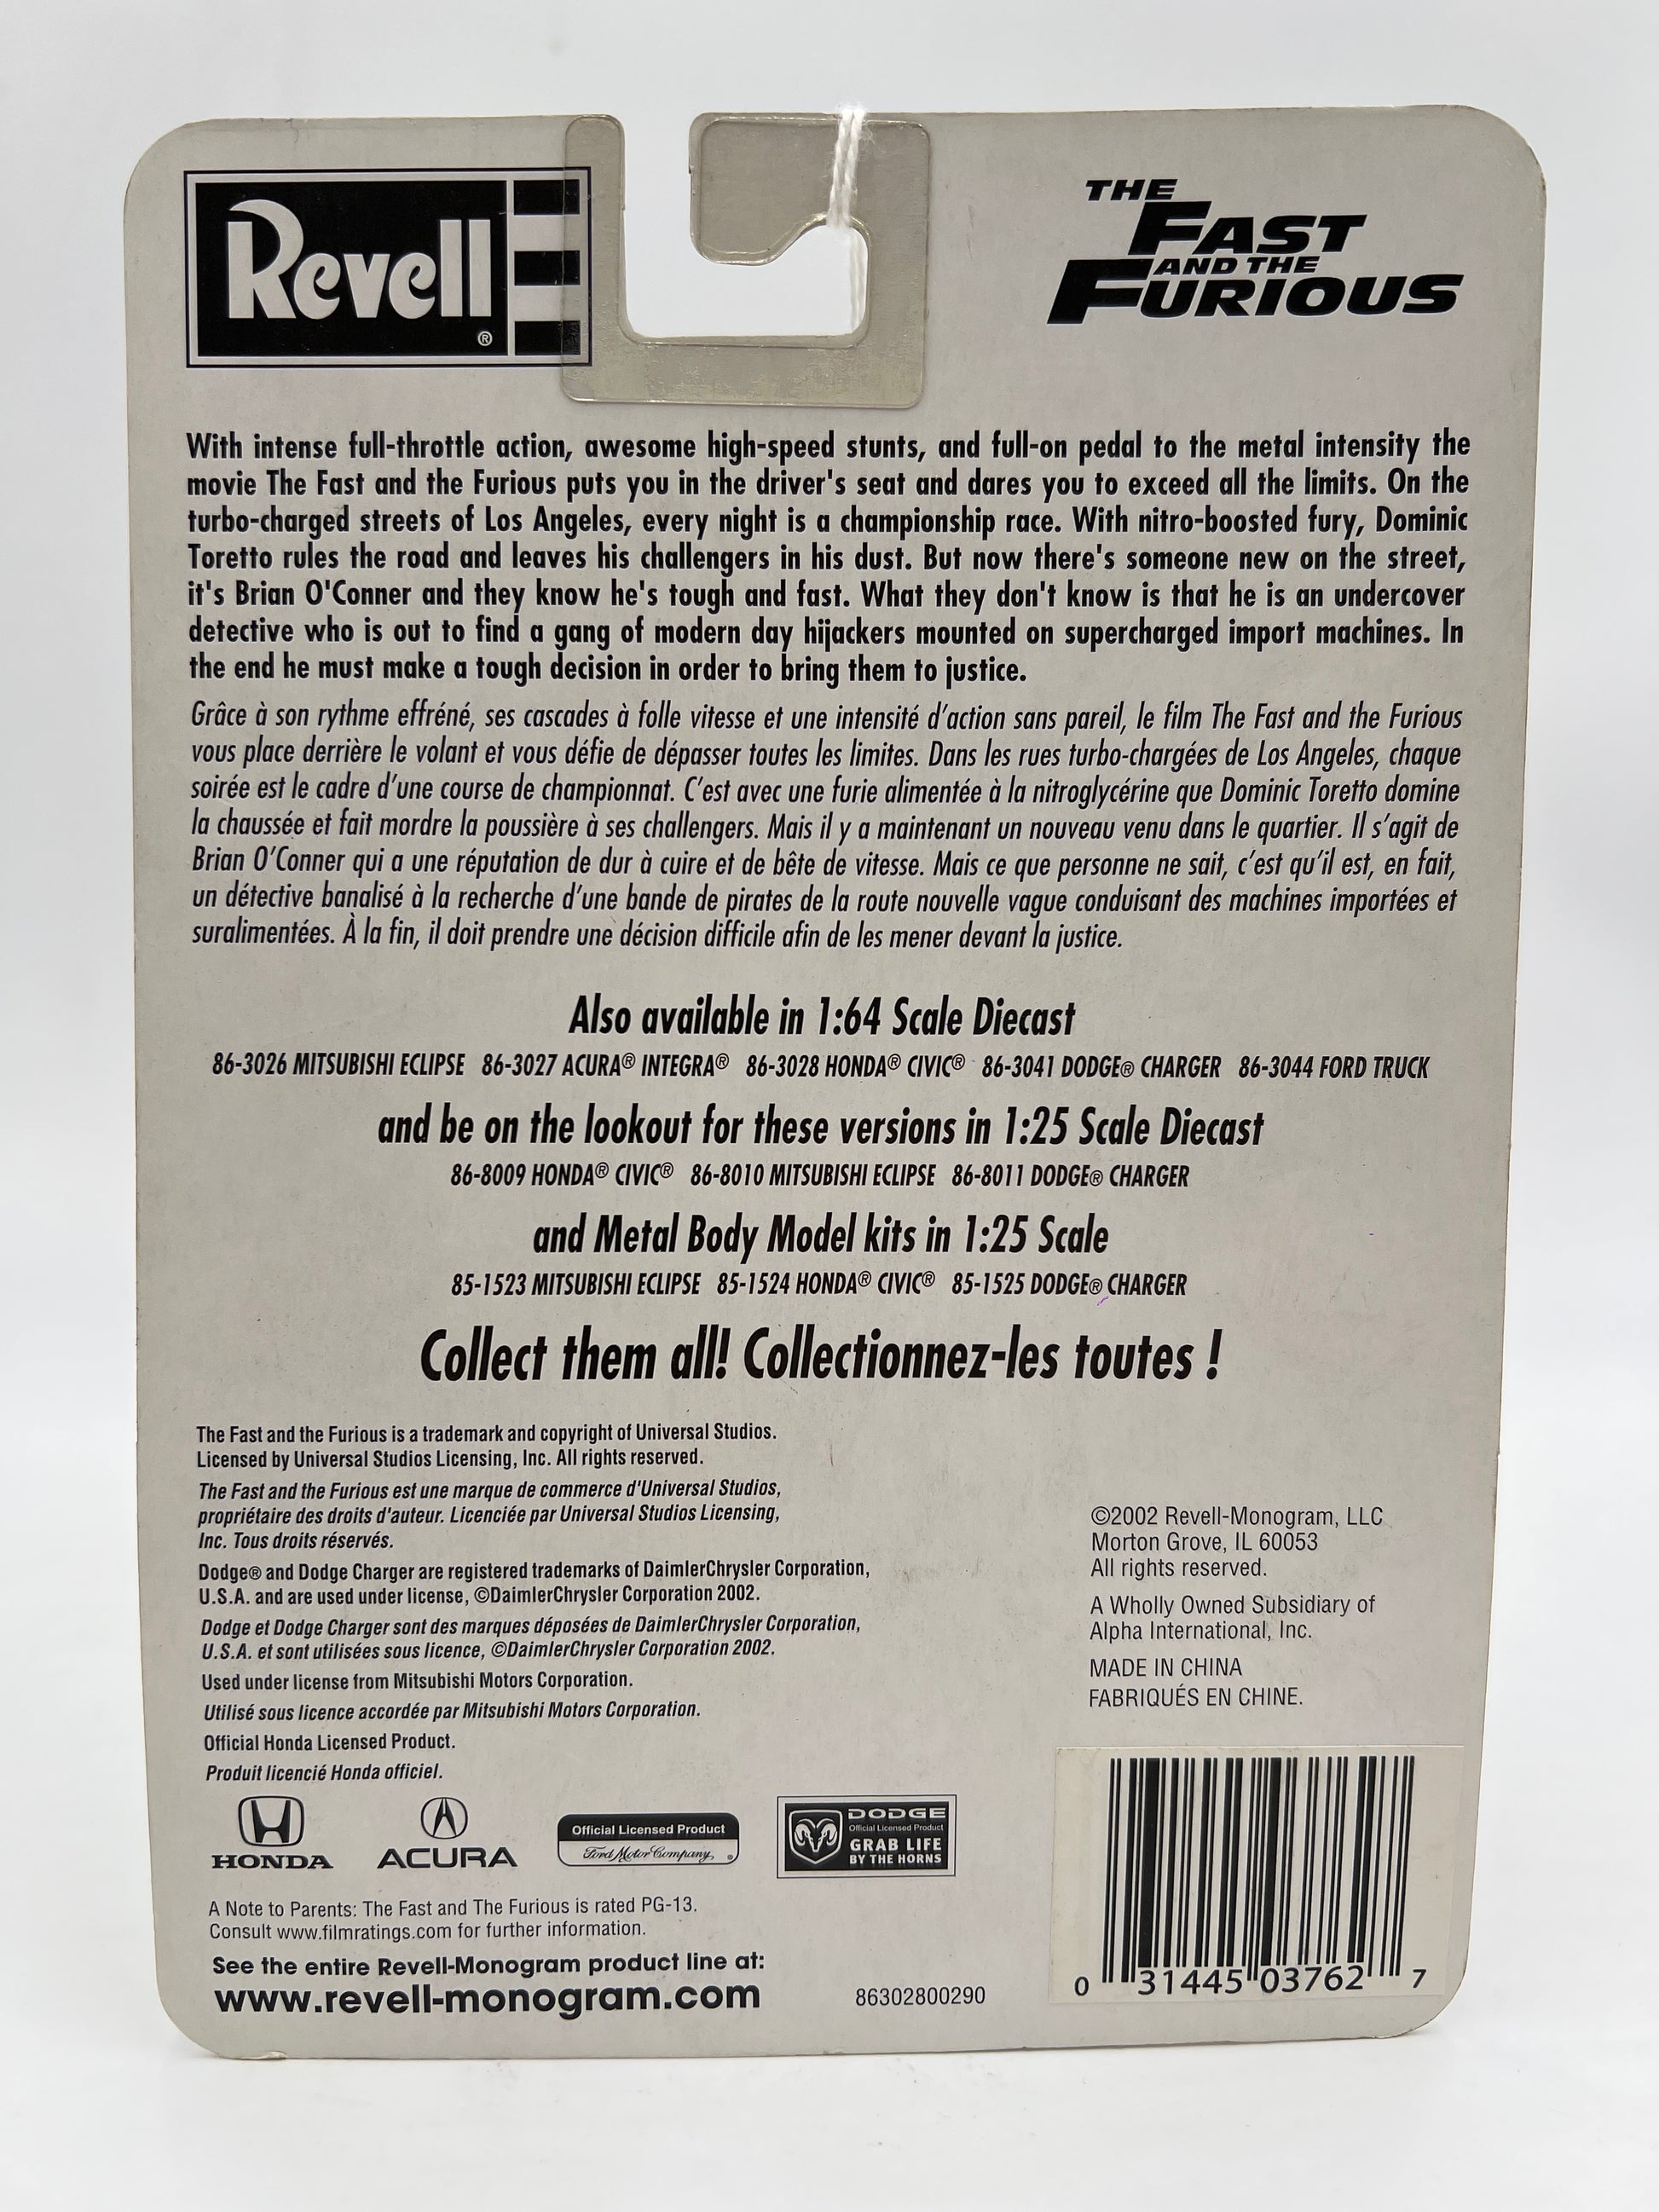 Revell®
THE
FAST
AND THE
FURIOUS
With intense full-throttle action, awesome high-speed stunts, and full-on pedal to the metal intensity the
movie The Fast and the Furious puts you in the driver's seat and dares you to exceed all the limits. On the
turbo-charged streets of Los Angeles, every night is a championship race. With nitro-boosted fury, Dominic
Toretto rules the road and leaves his challengers in his dust. But now there's someone new on the street,
it's Brian O'Conner and they know he's tough and fast. What they don't know is that he is an undercover
detective who is out to find a gang of modern day hijackers mounted on supercharged import machines. In
the end he must make a tough decision in order to bring them to justice.
Grâce à son rythme effréné, ses cascades à folle vitesse et une intensité d'action sans pareil, le film The Fast and the Furious
vous place derrière le volant et vous défie de dépasser toutes les limites. Dans les rues turbo-chargées de Los Angeles, chaque
soirée est le cadre d'une course de championnat. C'est avec une furie alimentée à la nitroglycérine que Dominic Toretto domine
la chaussée et fait mordre la poussière à ses challengers. Mais il y a maintenant un nouveau venu dans le quartier. Il s'agit de
Brian O'Conner qui a une réputation de dur à cuire et de bête de vitesse. Mais ce que personne ne sait, c'est qu'il est, en fait,
un détective banalisé à la recherche d'une bande de pirates de la route nouvelle vague conduisant des machines importées et
suralimentées. À la fin, il doit prendre une décision difficile afin de les mener devant la justice.
Also available in 1:64 Scale Diecast
86-3026 MITSUBISHI ECLIPSE 86-3027 ACURA® INTEGRA® 86-3028 HONDA® CIVIC® 86-3041 DODGE® CHARGER 86-3044 FORD TRUCK
and be on the lookout for these versions in 1:25 Scale Diecast
86-8009 HONDA® CIVIC® 86-8010 MITSUBISHI ECLIPSE 86-8011 DODGE® CHARGER
and Metal Body Model kits in 1:25 Scale
85-1523 MITSUBISHI ECLIPSE 85-1524 HONDA® CIVIC® 85-1525 DODGE® CHARGER
Collect them all! Collectionnez-les toutes !
The Fast and the Furious is a trademark and copyright of Universal Studios.
Licensed by Universal Studios Licensing, Inc. All rights reserved.
The Fast and the Furious est une marque de commerce d'Universal Studios,
propriétaire des droits d'auteur. Licenciée par Universal Studios Licensing,
Inc. Tous droits réservés.
Dodge® and Dodge Charger are registered trademarks of DaimlerChrysler Corporation,
U.S.A. and are used under license, ©DaimlerChrysler Corporation 2002.
Dodge et Dodge Charger sont des marques déposées de DaimlerChrysler Corporation,
U.S.A. et sont utilisées sous licence, ©DaimlerChrysler Corporation 2002.
Used under license from Mitsubishi Motors Corporation.
Utilisé sous licence accordée par Mitsubishi Motors Corporation.
Official Honda Licensed Product.
Produit licencié Honda officiel.
HONDA
ACURA
Official Licensed Product
Ford Motor Company, ®
DODGE
Official Licensed Product
GRAB LIFE
BY THE HORNS
A Note to Parents: The Fast and The Furious is rated PG-13.
Consult www.filmratings.com for further information.
See the entire Revell-Monogram product line at:
www.revell-monogram.com
86302800290
©2002 Revell-Monogram, LLC
Morton Grove, IL 60053
All rights reserved.
A Wholly Owned Subsidiary of
Alpha International, Inc.
MADE IN CHINA
FABRIQUÉS EN CHINE.
0 31445 03762 7